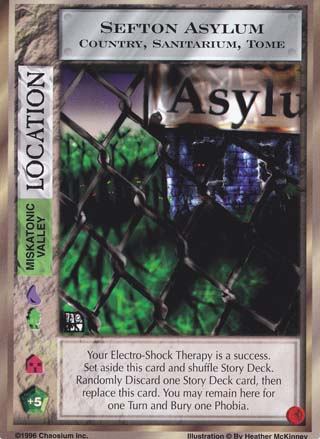 SEFTON ASYLUM
COUNTRY, SANITARIUM, TOME
LOCATION
MISKATONIC
VALLEY
Asylu
+5
Your Electro-Shock Therapy is a success.
Set aside this card and shuffle Story Deck.
Randomly Discard one Story Deck card, then
replace this card. You may remain here for
one Turn and Bury one Phobia.
©1996 Chaosium Inc.
Illustration © By Heather McKinney